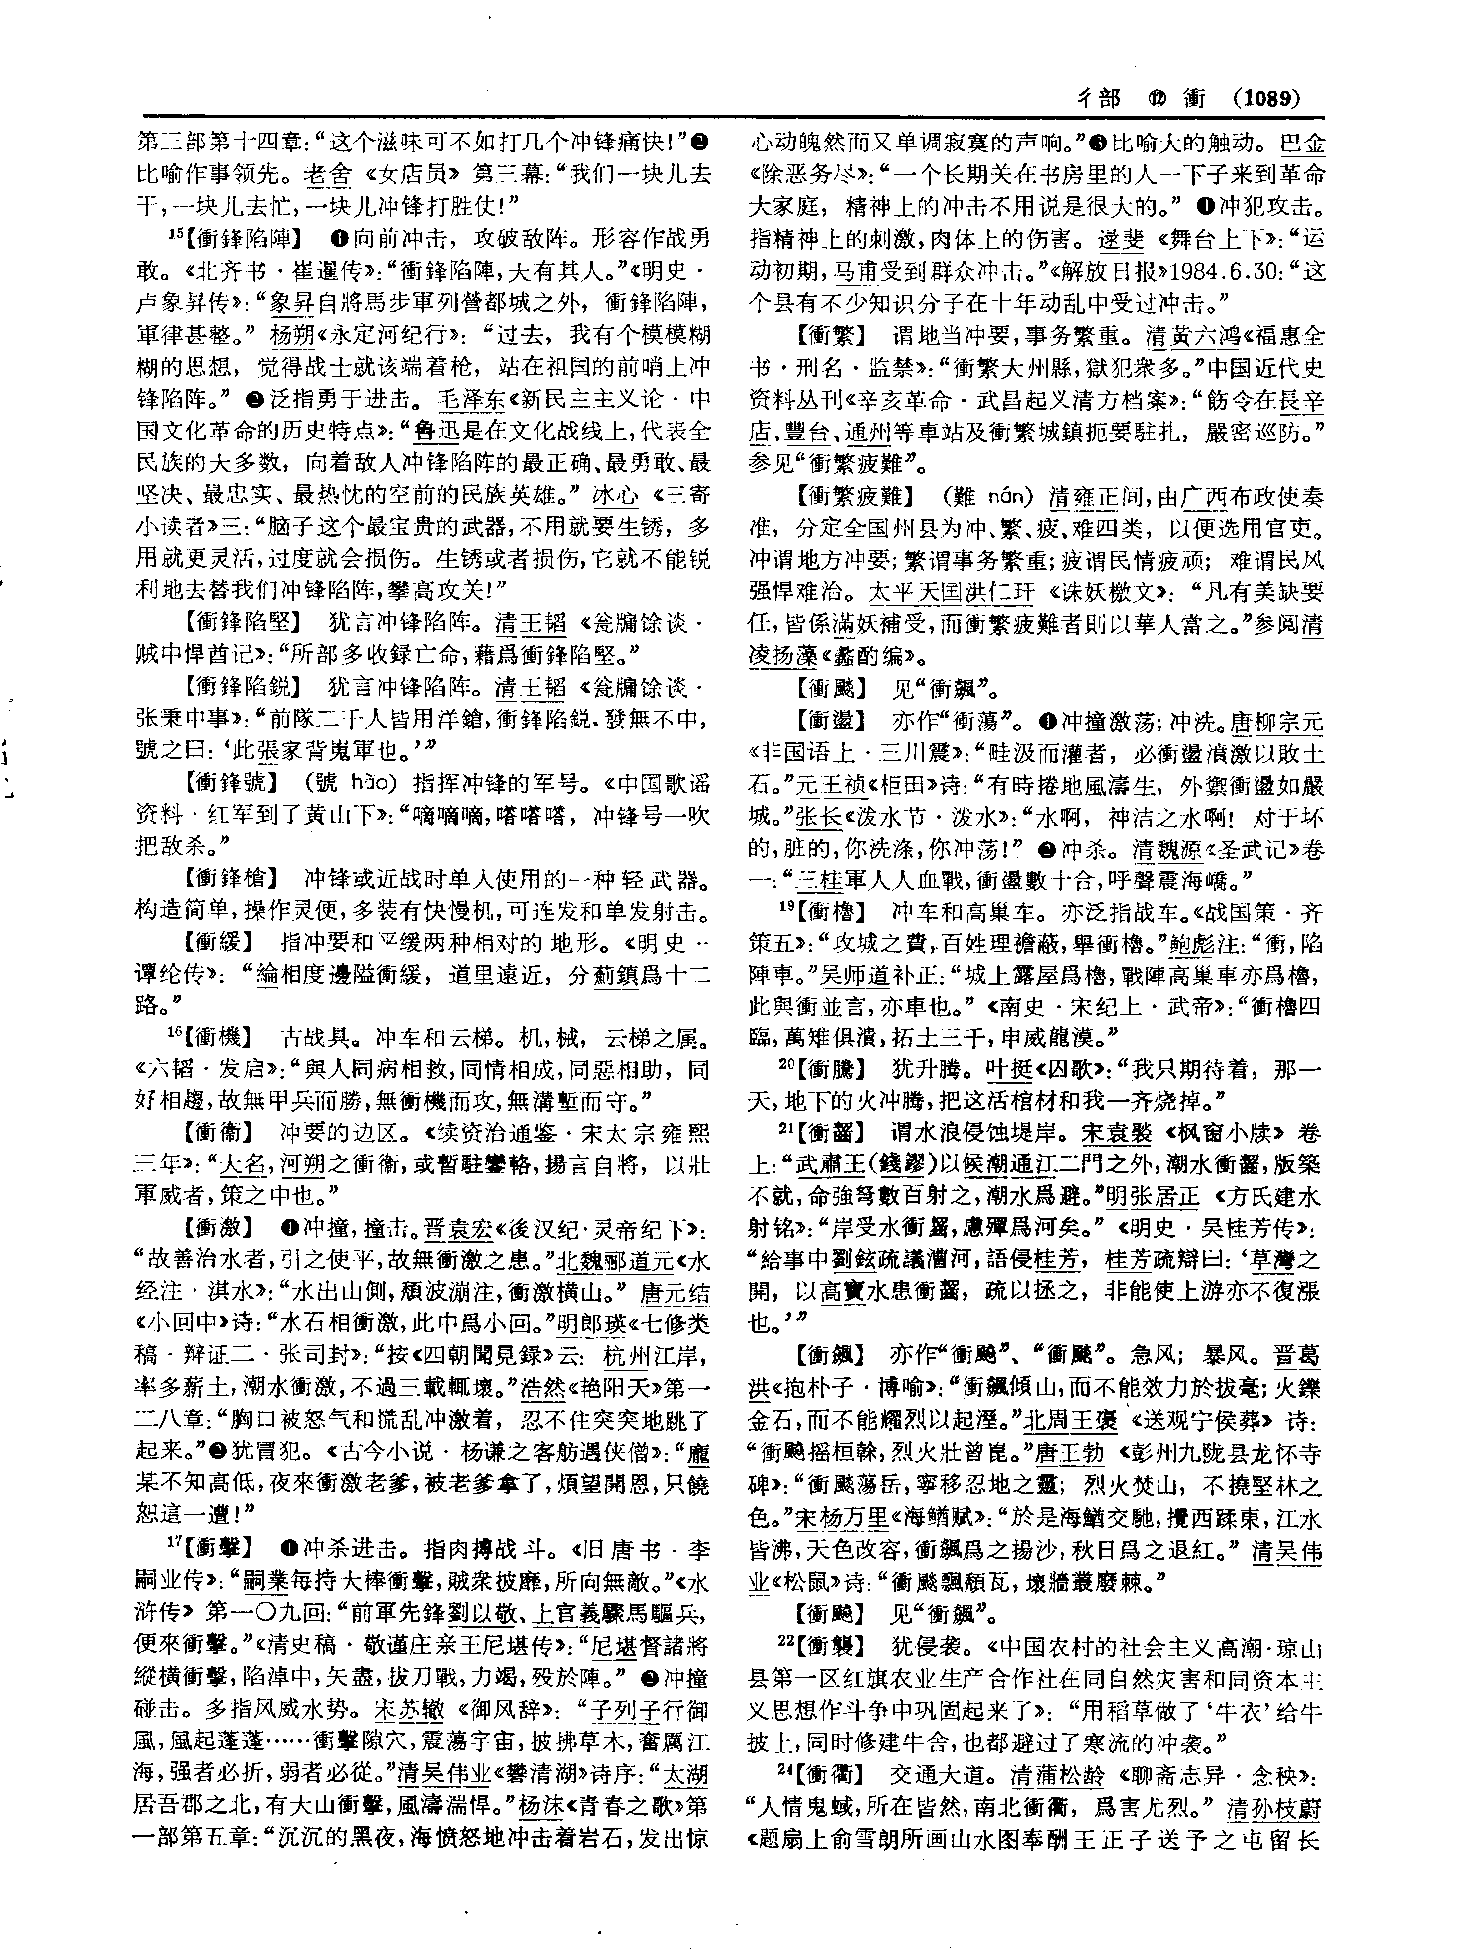 彳部 ⑫ 衝 (1089)
第三部第十四章:“这个滋味可不如打几个冲锋痛快!”❷
比喻作事领先。老舍《女店员》第三幕:“我们一块儿去
干,一块儿去忙,一块儿冲锋打胜仗!”
15【衝鋒陷陣】 ❶向前冲击，攻破敌阵。形容作战勇
敢。《北齐书·崔暹传》:“衝鋒陷陣,大有其人。”《明史·
卢象昇传》:“象昇自將馬步軍列營都城之外，衝鋒陷陣，
軍律甚整。” 杨朔《永定河纪行》：“过去，我有个模模糊
糊的思想，觉得战士就该端着枪，站在祖国的前哨上冲
锋陷阵。” ❷泛指勇于进击。毛泽东《新民主主义论·中
国文化革命的历史特点》:“鲁迅是在文化战线上,代表全
民族的大多数，向着敌人冲锋陷阵的最正确、最勇敢、最
坚决、最忠实、最热忱的空前的民族英雄。” 冰心《三寄
小读者》三:“脑子这个最宝贵的武器,不用就要生锈，多
用就更灵活,过度就会损伤。生锈或者损伤,它就不能锐
利地去替我们冲锋陷阵,攀高攻关!”
【衝鋒陷堅】 犹言冲锋陷阵。清王韬《瓮牖馀谈·
贼中悍酋记》:“所部多收録亡命,藉爲衝鋒陷堅。”
【衝鋒陷鋭】 犹言冲锋陷阵。清王韬《瓮牖馀谈·
张秉中事》:“前隊二千人皆用洋鎗,衝鋒陷鋭、發無不中，
號之曰:‘此張家背嵬軍也。’”
【衝鋒號】 (號 hào) 指挥冲锋的军号。《中国歌谣
资料·红军到了黄山下》:“嘀嘀嘀,嗒嗒嗒，冲锋号一吹
把敌杀。”
【衝鋒槍】 冲锋或近战时单人使用的一种轻武器。
构造简单,操作灵便,多装有快慢机,可连发和单发射击。
【衝緩】 指冲要和平缓两种相对的地形。《明史·
谭纶传》：“綸相度邊隘衝緩，道里遠近，分薊鎮爲十二
路。”
16【衝機】 古战具。冲车和云梯。机,械，云梯之属。
《六韬·发启》:“與人同病相救,同情相成,同惡相助，同
好相趨,故無甲兵而勝,無衝機而攻,無溝塹而守。”
【衝衛】 冲要的边区。《续资治通鉴·宋太宗雍熙
三年》:“大名,河朔之衝衛,或暫駐鑾輅,揚言自將，以壯
軍威者,策之中也。”
【衝激】 ❶冲撞,撞击。晋袁宏《後汉纪·灵帝纪下》:
“故善治水者,引之使平,故無衝激之患。”北魏郦道元《水
经注·淇水》:“水出山側,頹波漰注,衝激横山。” 唐元结
《小回中》诗:“水石相衝激,此中爲小回。”明郎瑛《七修类
稿·辩证二·张司封》:“按《四朝聞見録》云：杭州江岸，
率多薪土,潮水衝激,不過三載輒壞。”浩然《艳阳天》第一
二八章:“胸口被怒气和慌乱冲激着，忍不住突突地跳了
起来。”❷犹冒犯。《古今小说·杨谦之客舫遇侠僧》:“龐
某不知高低,夜來衝激老爹,被老爹拿了,煩望開恩,只饒
恕這一遭!”
17【衝擊】 ❶冲杀进击。指肉搏战斗。《旧唐书·李
嗣业传》:“嗣業每持大棒衝擊,賊衆披靡,所向無敵。”《水
浒传》第一〇九回:“前軍先鋒劉以敬、上官義驟馬驅兵，
便來衝擊。”《清史稿·敬谨庄亲王尼堪传》:“尼堪督諸將
縱横衝擊,陷淖中,矢盡,拔刀戰,力竭,殁於陣。” ❷冲撞
碰击。多指风威水势。宋苏辙《御风辞》：“子列子行御
風,風起蓬蓬……衝擊隙穴,震蕩宇宙,披拂草木,奮厲江
海,强者必折,弱者必從。”清吴伟业《礬清湖》诗序:“太湖
居吾郡之北,有大山衝擊,風濤湍悍。”杨沫《青春之歌》第
一部第五章:“沉沉的黑夜,海愤怒地冲击着岩石,发出惊
心动魄然而又单调寂寞的声响。”❸比喻大的触动。巴金
《除恶务尽》:“一个长期关在书房里的人一下子来到革命
大家庭，精神上的冲击不用说是很大的。” ❹冲犯攻击。
指精神上的刺激,肉体上的伤害。遂斐《舞台上下》:“运
动初期,马甫受到群众冲击。”《解放日报》1984.6.30:“这
个县有不少知识分子在十年动乱中受过冲击。”
【衝繁】 谓地当冲要,事务繁重。清黄六鸿《福惠全
书·刑名·监禁》:“衝繁大州縣,獄犯衆多。”中国近代史
资料丛刊《辛亥革命·武昌起义清方档案》:“飭令在長辛
店、豐台、通州等車站及衝繁城鎮扼要駐扎，嚴密巡防。”
参见“衝繁疲難”。
【衝繁疲難】 (難 nán) 清雍正间,由广西布政使奏
准，分定全国州县为冲、繁、疲、难四类，以便选用官吏。
冲谓地方冲要;繁谓事务繁重;疲谓民情疲顽；难谓民风
强悍难治。太平天国洪仁玕《诛妖檄文》：“凡有美缺要
任,皆係滿妖補受,而衝繁疲難者則以華人當之。”参阅清
凌扬藻《蠡酌编》。
【衝飈】 见“衝飆”。
【衝盪】 亦作“衝蕩”。❶冲撞激荡;冲洗。唐柳宗元
《非国语上·三川震》:“畦汲而灌者，必衝盪濆激以敗土
石。”元王祯《柜田》诗:“有時捲地風濤生，外禦衝盪如嚴
城。”张长《泼水节·泼水》:“水啊，神洁之水啊！对于坏
的,脏的,你洗涤,你冲荡!” ❷冲杀。清魏源《圣武记》卷
一:“三桂軍人人血戰,衝盪數十合,呼聲震海嶠。”
19【衝櫓】 冲车和高巢车。亦泛指战车。《战国策·齐
策五》:“攻城之費,百姓理襜蔽,舉衝櫓。”鲍彪注:“衝,陷
陣車。”吴师道补正:“城上露屋爲櫓,戰陣高巢車亦爲櫓，
此與衝並言,亦車也。”《南史·宋纪上·武帝》:“衝櫓四
臨,萬雉俱潰,拓土三千,申威龍漠。”
20【衝騰】 犹升腾。叶挺《囚歌》:“我只期待着，那一
天,地下的火冲腾,把这活棺材和我一齐烧掉。”
21【衝齧】 谓水浪侵蚀堤岸。宋袁褧《枫窗小牍》卷
上:“武肅王(錢鏐)以候潮通江二門之外,潮水衝齧,版築
不就,命強弩數百射之,潮水爲避。”明张居正《方氏建水
射铭》:“岸受水衝齧,慮殫爲河矣。”《明史·吴桂芳传》:
“給事中劉鉉疏議漕河,語侵桂芳，桂芳疏辯曰:‘草灣之
開，以高寶水患衝齧，疏以拯之，非能使上游亦不復漲
也。’”
【衝飆】 亦作“衝飈”、“衝飈”。急风；暴风。晋葛
洪《抱朴子·博喻》:“衝飆傾山,而不能效力於拔毫;火鑠
金石,而不能耀烈以起溼。”北周王褒《送观宁侯葬》诗:
“衝飈摇桓榦,烈火壯曾崑。”唐王勃《彭州九陇县龙怀寺
碑》:“衝飈蕩岳,寧移忍地之靈；烈火焚山，不撓堅林之
色。”宋杨万里《海鳅赋》:“於是海鰌交馳,攪西蹂東,江水
皆沸,天色改容,衝飆爲之揚沙,秋日爲之退紅。” 清吴伟
业《松鼠》诗:“衝飈飄頹瓦,壞牆叢廢棘。”
【衝飈】 见“衝飆”。
22【衝襲】 犹侵袭。《中国农村的社会主义高潮·琼山
县第一区红旗农业生产合作社在同自然灾害和同资本主
义思想作斗争中巩固起来了》：“用稻草做了‘牛衣’给牛
披上,同时修建牛舍,也都避过了寒流的冲袭。”
24【衝衢】 交通大道。清蒲松龄《聊斋志异·念秧》:
“人情鬼蜮,所在皆然,南北衝衢，爲害尤烈。” 清孙枝蔚
《题扇上俞雪朗所画山水图奉酬王正子送予之屯留长